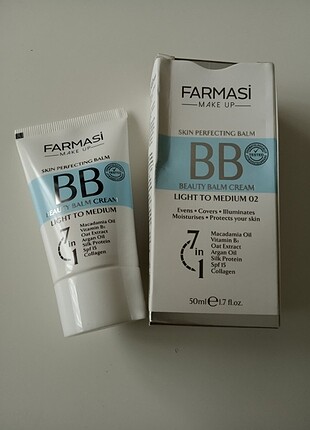 FARMASİ
MAKE UP
SKIN PERFECTING BALM
BB
BEAUTY BALM CREAM
LIGHT TO MEDIUM
7 in 1
Macadamia Oil
Vitamin B5
Oat Extract
Argan Oil
Silk Protein
Spf 15
Collagen
FARMASİ
MAKE UP
SKIN PERFECTING BALM
BB
TESTED
BEAUTY BALM CREAM
LIGHT TO MEDIUM 02
Evens • Covers • Illuminates
Moisturises • Protects your skin
7 in 1
Macadamia Oil
Vitamin B5
Oat Extract
Argan Oil
Silk Protein
Spf 15
Collagen
50ml e 1.7 fl.oz.